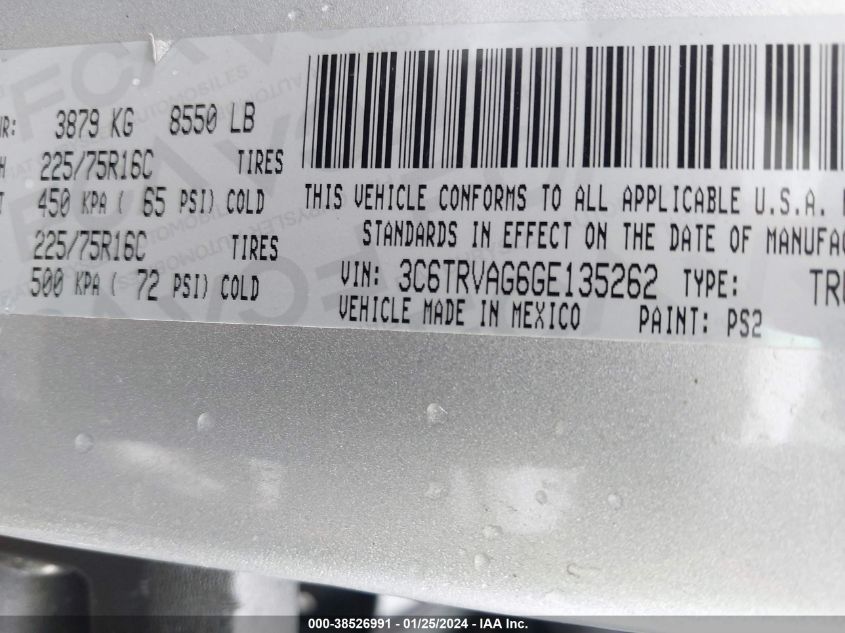 3879 KG 8550 LB
225/75R16C TIRES
450 KPA ( 65 PSI) COLD
225/75R16C TIRES
500 KPA ( 72 PSI) COLD
THIS VEHICLE CONFORMS TO ALL APPLICABLE U.S.A.
STANDARDS IN EFFECT ON THE DATE OF MANUFAC
VIN: 3C6TRVAG6GE135262 TYPE: TRU
VEHICLE MADE IN MEXICO PAINT: PS2
000-38526991 - 01/25/2024 - IAA Inc.